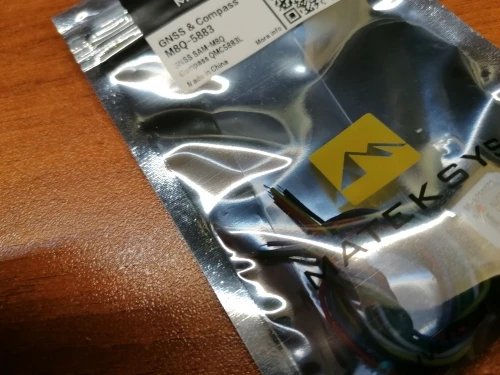 GNSS & Compass
M8Q-5883
GNSS SAM-M8Q
Compass QMC5883L
Made in China
More info
MATEKSYS